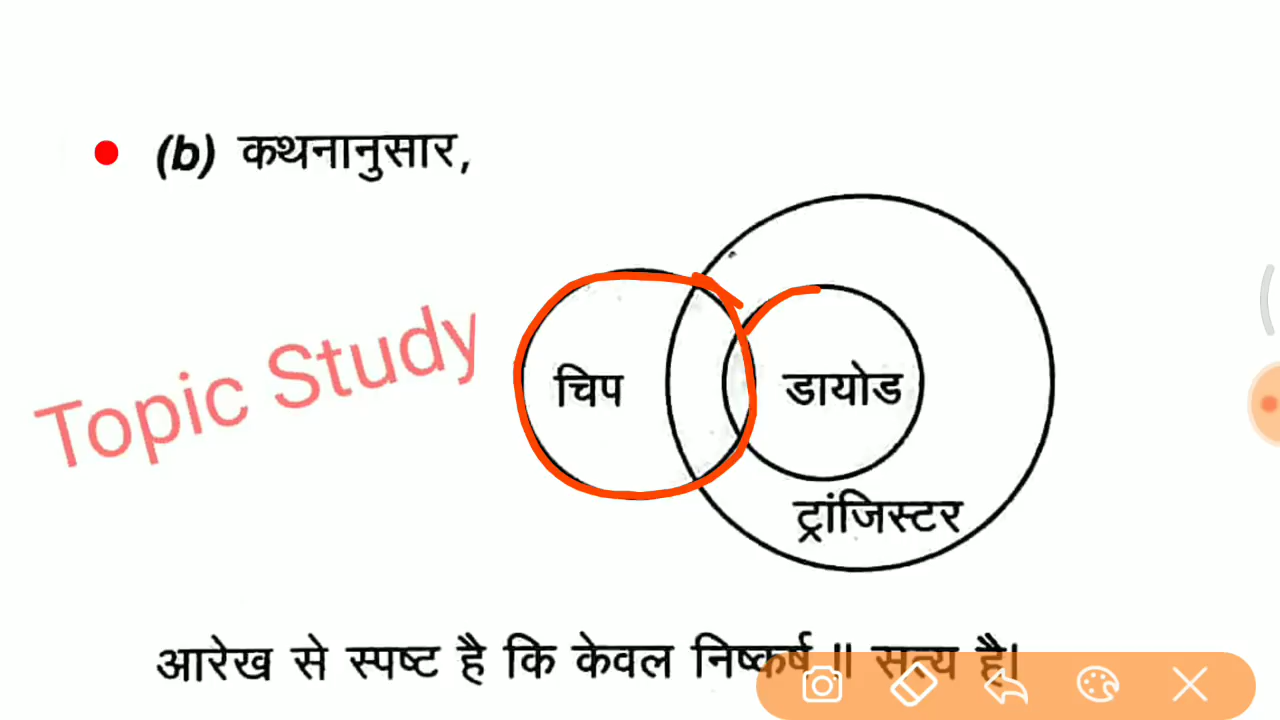 (b) कथनानुसार,
Topic Study
चिप
डायोड
ट्रांजिस्टर
आरेख से स्पष्ट है कि केवल निष्कर्ष II सत्य है।